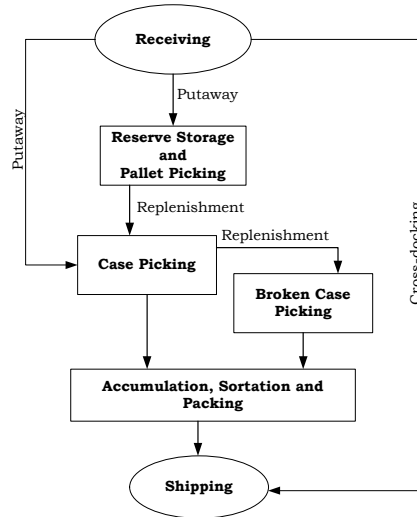 Receiving
Putaway
Putaway
Reserve Storage
and
Pallet Picking
Replenishment
Replenishment
Case Picking
Broken Case
Picking
Cross-docking
Accumulation, Sortation and
Packing
Shipping